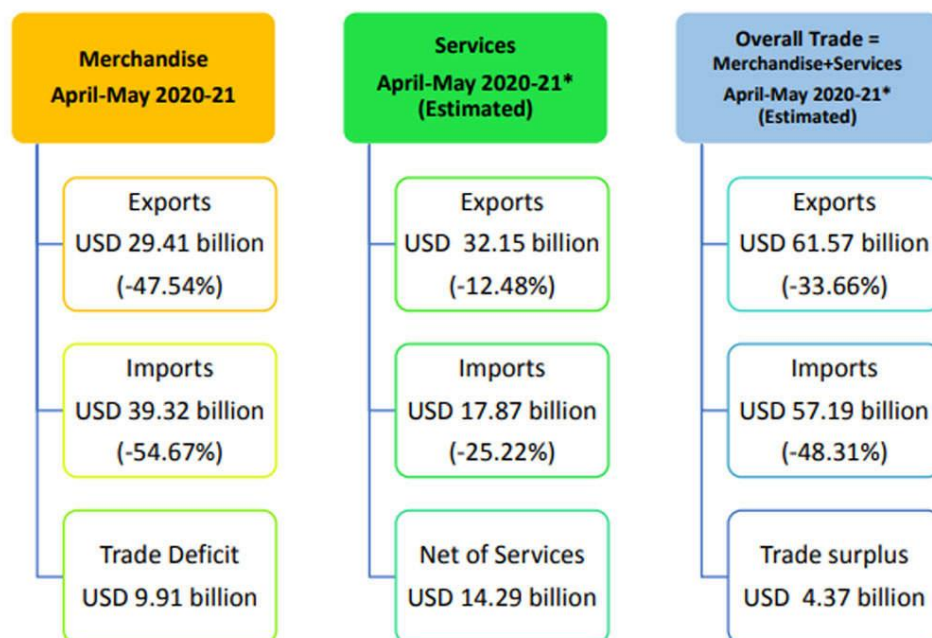 Merchandise
April-May 2020-21
Exports
USD 29.41 billion
(-47.54%)
Imports
USD 39.32 billion
(-54.67%)
Trade Deficit
USD 9.91 billion
Services
April-May 2020-21*
(Estimated)
Exports
USD 32.15 billion
(-12.48%)
Imports
USD 17.87 billion
(-25.22%)
Net of Services
USD 14.29 billion
Overall Trade =
Merchandise+Services
April-May 2020-21*
(Estimated)
Exports
USD 61.57 billion
(-33.66%)
Imports
USD 57.19 billion
(-48.31%)
Trade surplus
USD 4.37 billion